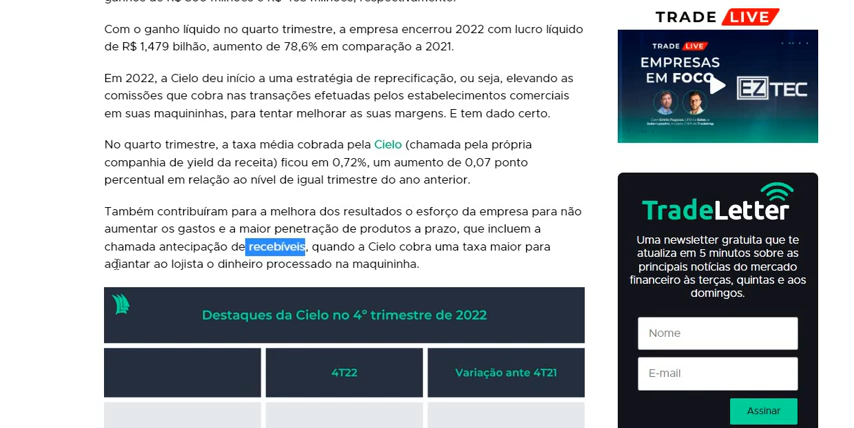 Com o ganho líquido no quarto trimestre, a empresa encerrou 2022 com lucro líquido
de R$ 1,479 bilhão, aumento de 78,6% em comparação a 2021.
Em 2022, a Cielo deu início a uma estratégia de reprecificação, ou seja, elevando as
comissões que cobra nas transações efetuadas pelos estabelecimentos comerciais
em suas maquininhas, para tentar melhorar as suas margens. E tem dado certo.
No quarto trimestre, a taxa média cobrada pela Cielo (chamada pela própria
companhia de yield da receita) ficou em 0,72%, um aumento de 0,07 ponto
percentual em relação ao nível de igual trimestre do ano anterior.
Também contribuíram para a melhora dos resultados o esforço da empresa para não
aumentar os gastos e a maior penetração de produtos a prazo, que incluem a
chamada antecipação de recebíveis, quando a Cielo cobra uma taxa maior para
adiantar ao lojista o dinheiro processado na maquininha.
Destaques da Cielo no 4º trimestre de 2022
4T22
Variação ante 4T21
TRADE LIVE
TRADE LIVE
EMPRESAS
EM FOCO
EZTEC
TradeLetter
Uma newsletter gratuita que te
atualiza em 5 minutos sobre as
principais notícias do mercado
financeiro às terças, quintas e aos
domingos.
Nome
E-mail
Assinar